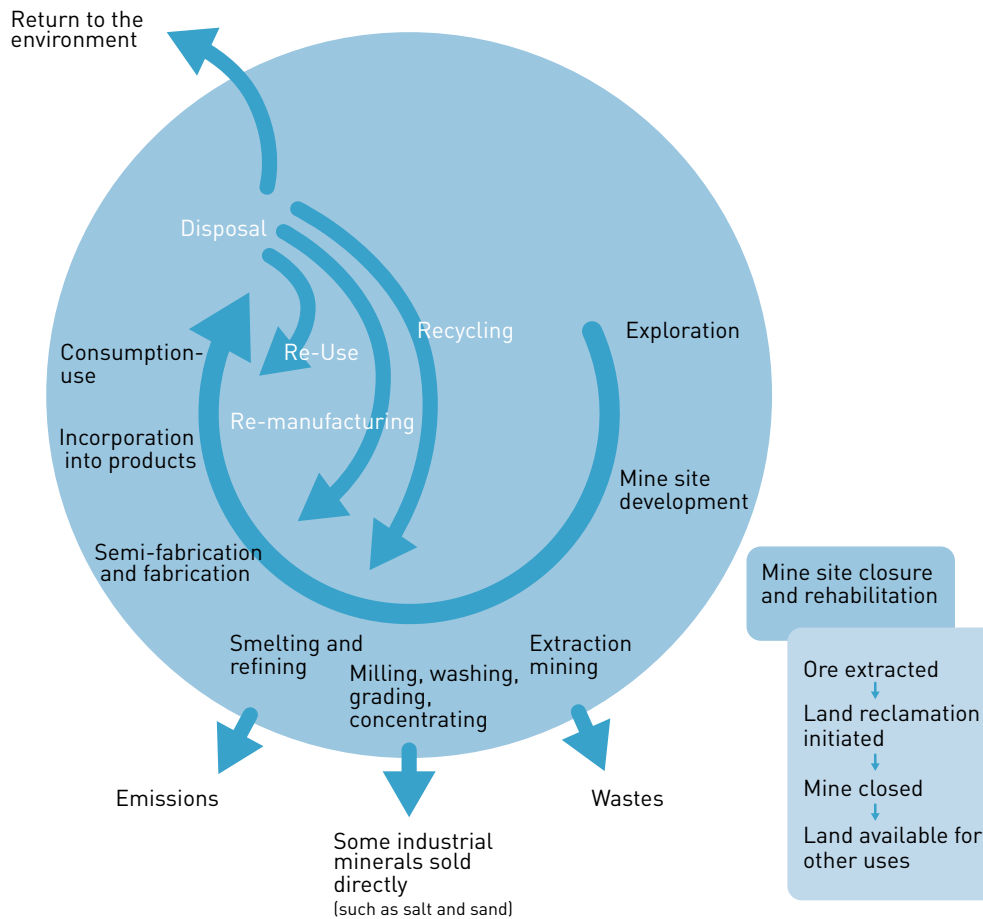 Return to the
environment
Disposal
Recycling
Exploration
Re-Use
Consumption-
use
Re-manufacturing
Incorporation
into products
Mine site
development
Semi-fabrication
and fabrication
Smelting and
refining
Milling, washing,
grading,
concentrating
Extraction
mining
Emissions
Some industrial
minerals sold
directly
(such as salt and sand)
Wastes
Mine site closure
and rehabilitation
Ore extracted
Land reclamation
initiated
Mine closed
Land available for
other uses